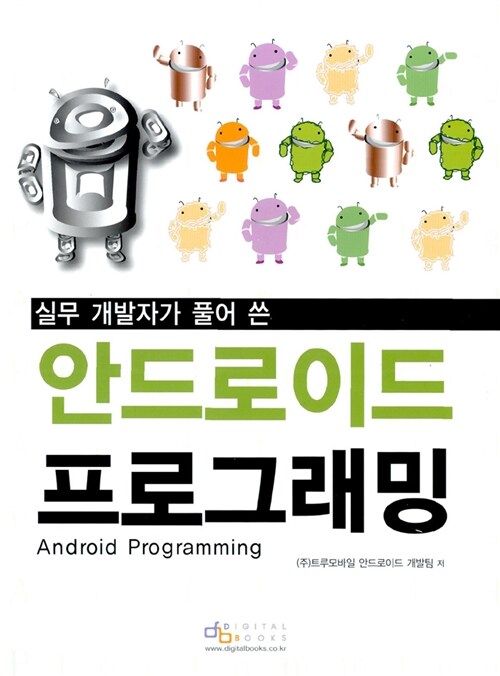 실무 개발자가 풀어 쓴
안드로이드
프로그래밍
Android Programming
(주)트루모바일 안드로이드 개발팀 저
DIGITAL
BOOKS
www.digitalbooks.co.kr